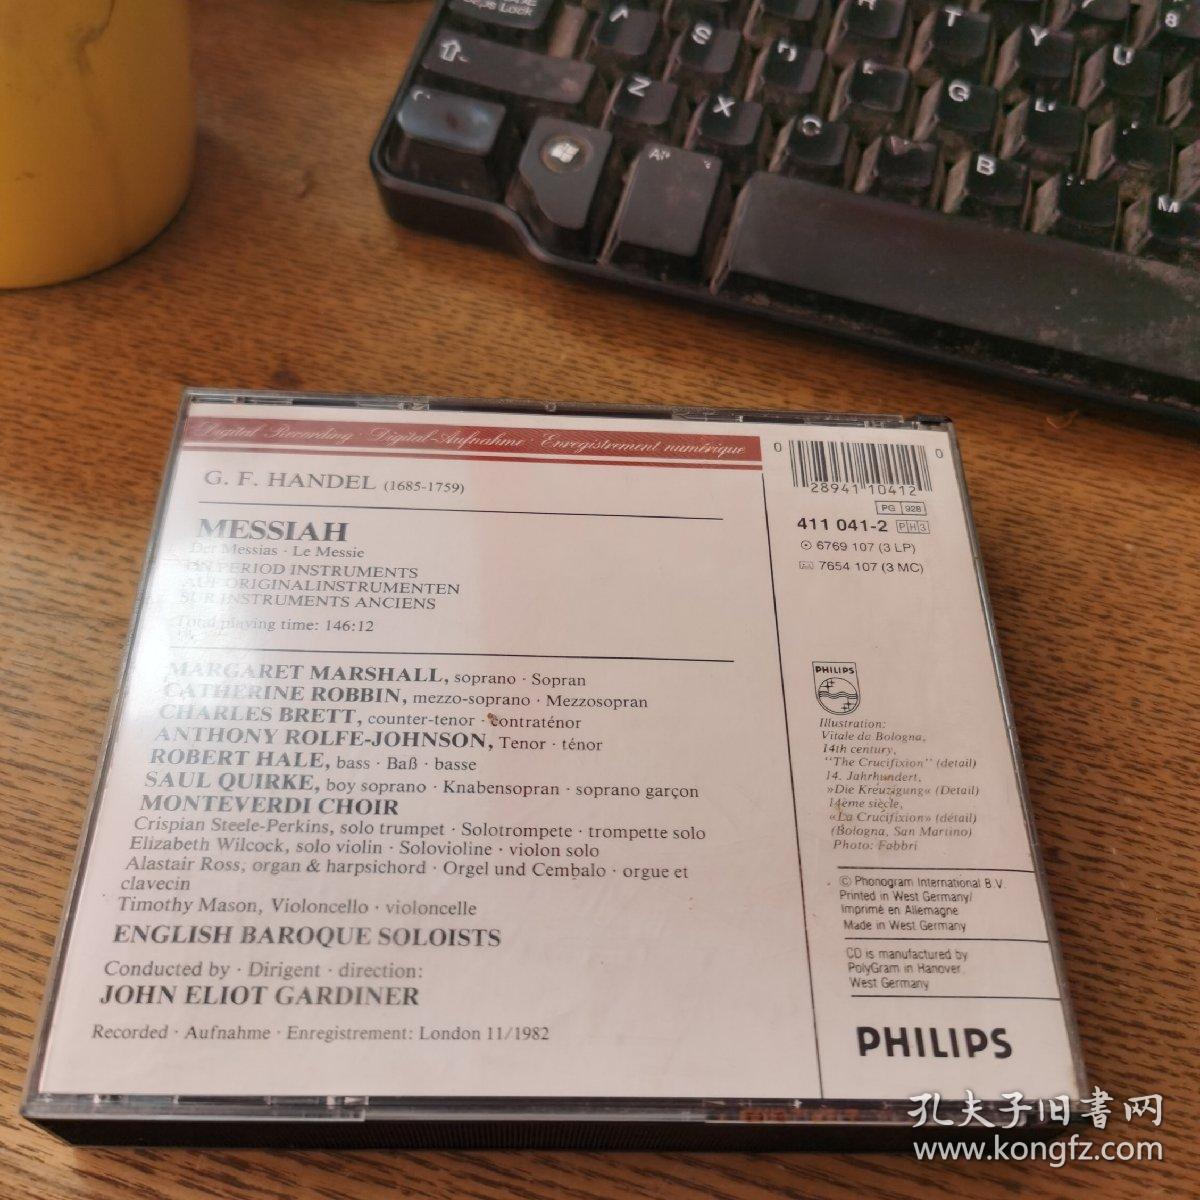 Caps Lock
A
S
R
T
Y
U
8
Z
X
C
G
B
M
Digital Recording · Digital-Aufnahme · Enregistrement numérique
G. F. HANDEL (1685-1759)
MESSIAH
Der Messias · Le Messie
ON PERIOD INSTRUMENTS
AUF ORIGINALINSTRUMENTEN
SUR INSTRUMENTS ANCIENS
Total playing time: 146:12
MARGARET MARSHALL, soprano · Sopran
CATHERINE ROBBIN, mezzo-soprano · Mezzosopran
CHARLES BRETT, counter-tenor · contraténor
ANTHONY ROLFE-JOHNSON, Tenor · ténor
ROBERT HALE, bass · Baß · basse
SAUL QUIRKE, boy soprano · Knabensopran · soprano garçon
MONTEVERDI CHOIR
Crispian Steele-Perkins, solo trumpet · Solotrompete · trompette solo
Elizabeth Wilcock, solo violin · Solovioline · violon solo
Alastair Ross, organ & harpsichord · Orgel und Cembalo · orgue et
clavecin
Timothy Mason, Violoncello · violoncelle
ENGLISH BAROQUE SOLOISTS
Conducted by · Dirigent · direction:
JOHN ELIOT GARDINER
Recorded · Aufnahme · Enregistrement: London 11/1982
0 28941 10412 0
PG 928
411 041-2 PH3
6769 107 (3 LP)
7654 107 (3 MC)
PHILIPS
Illustration:
Vitale da Bologna,
14th century,
"The Crucifixion" (detail)
14. Jahrhundert,
»Die Kreuzigung« (Detail)
14ème siècle,
«La Crucifixion» (détail)
(Bologna, San Martino)
Photo: Fabbri
© Phonogram International B.V.
Printed in West Germany/
Imprimé en Allemagne
Made in West Germany
CD is manufactured by
PolyGram in Hanover,
West Germany
PHILIPS
孔夫子旧書网
www.kongfz.com